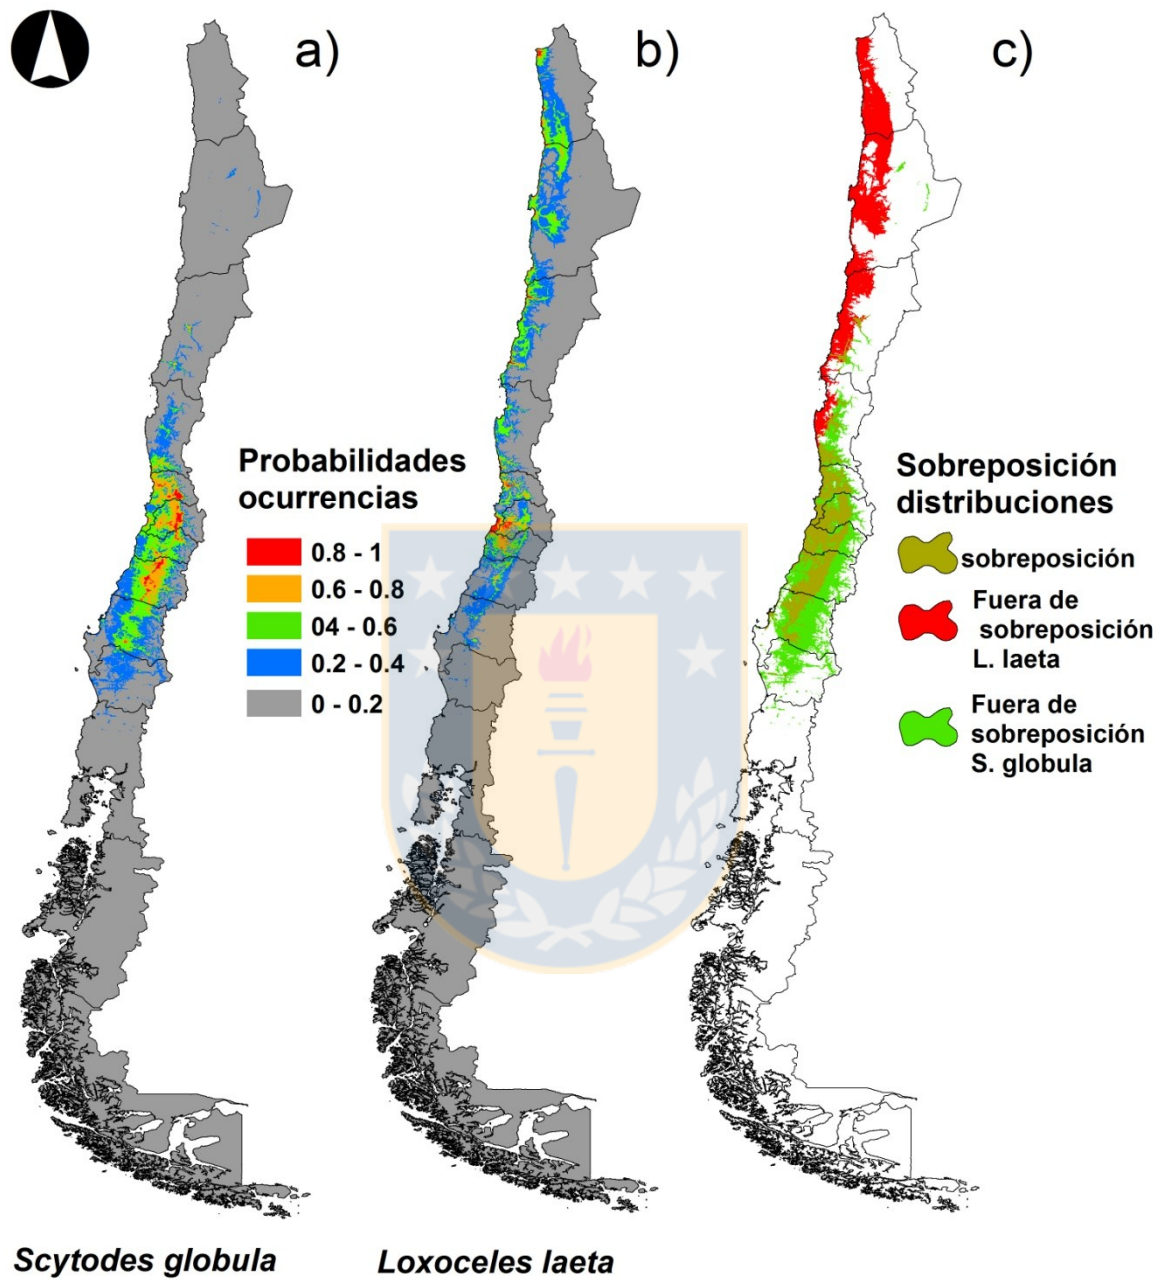 a)
b)
c)
Probabilidades
ocurrencias
0.8 - 1
0.6 - 0.8
04 - 0.6
0.2 - 0.4
0 - 0.2
Sobreposición
distribuciones
sobreposición
Fuera de
sobreposición
L. laeta
Fuera de
sobreposición
S. globula
Scytodes globula
Loxoceles laeta